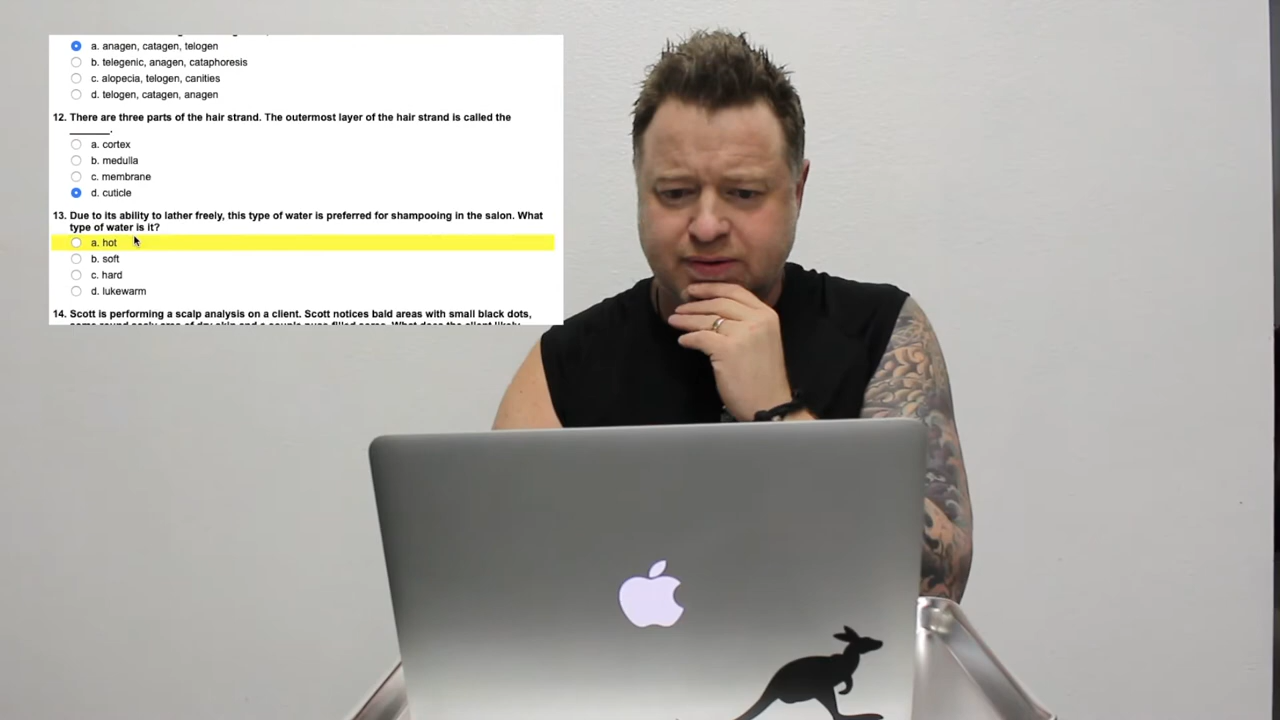 a. anagen, catagen, telogen
b. telegenic, anagen, cataphoresis
c. alopecia, telogen, canities
d. telogen, catagen, anagen
12. There are three parts of the hair strand. The outermost layer of the hair strand is called the
_______.
a. cortex
b. medulla
c. membrane
d. cuticle
13. Due to its ability to lather freely, this type of water is preferred for shampooing in the salon. What
type of water is it?
a. hot
b. soft
c. hard
d. lukewarm
14. Scott is performing a scalp analysis on a client. Scott notices bald areas with small black dots,